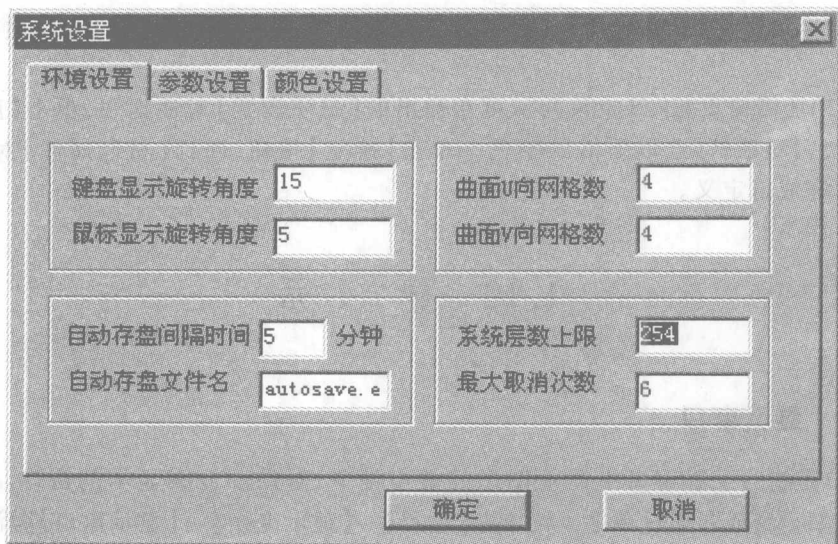 系统设置
环境设置 参数设置 颜色设置
键盘显示旋转角度 15
鼠标显示旋转角度 5
曲面U向网格数 4
曲面V向网格数 4
自动存盘间隔时间 5 分钟
自动存盘文件名 autosave.e
系统层数上限 254
最大取消次数 6
确定 取消